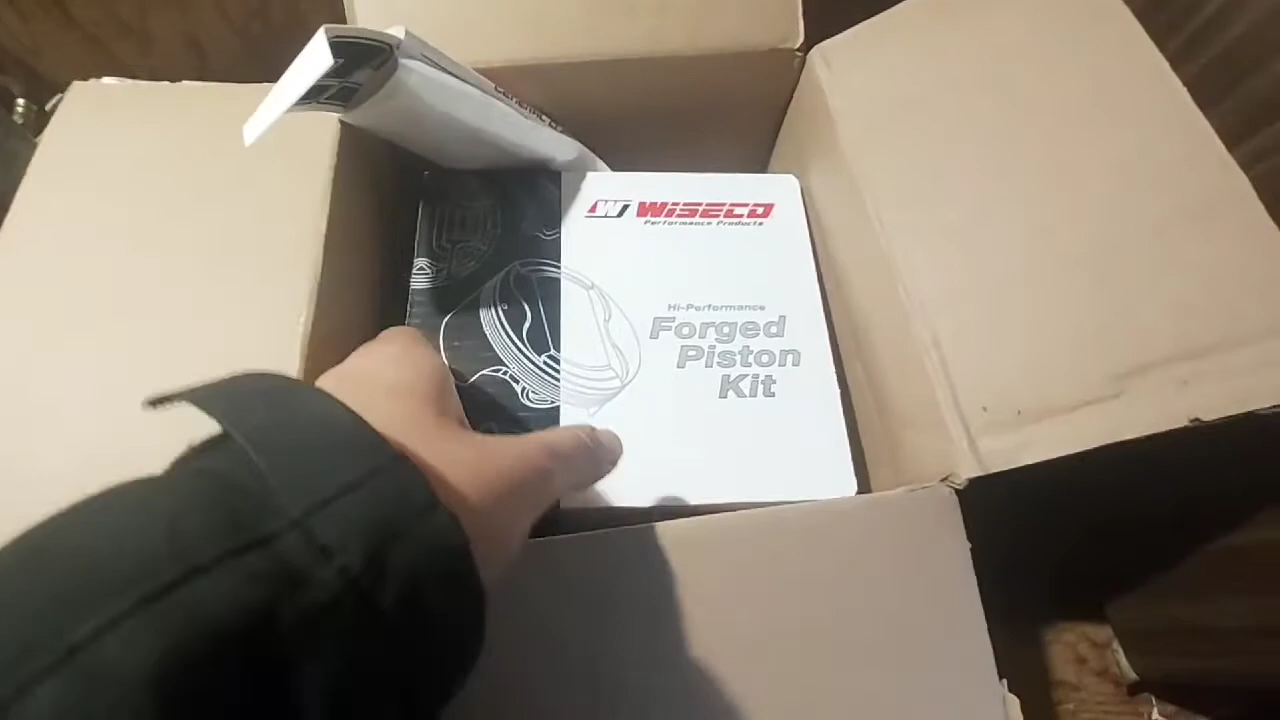 W WISECO
Performance Products
Hi-Performance
Forged
Piston
Kit